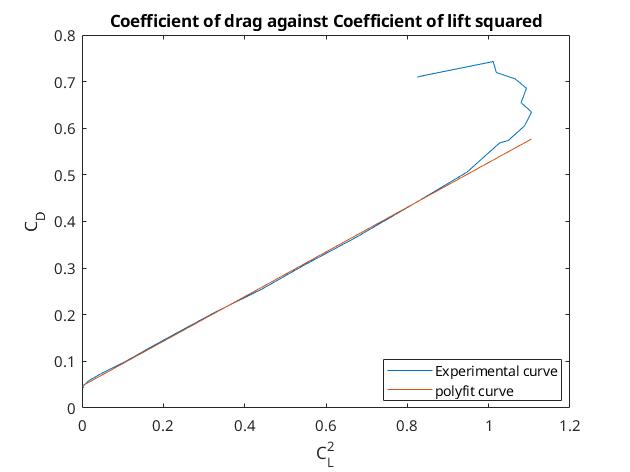 Coefficient of drag against Coefficient of lift squared
0.8
0.7
0.6
0.5
0.4
0.3
0.2
0.1
0
C_D
0 0.2 0.4 0.6 0.8 1 1.2
C_L^2
Experimental curve
polyfit curve